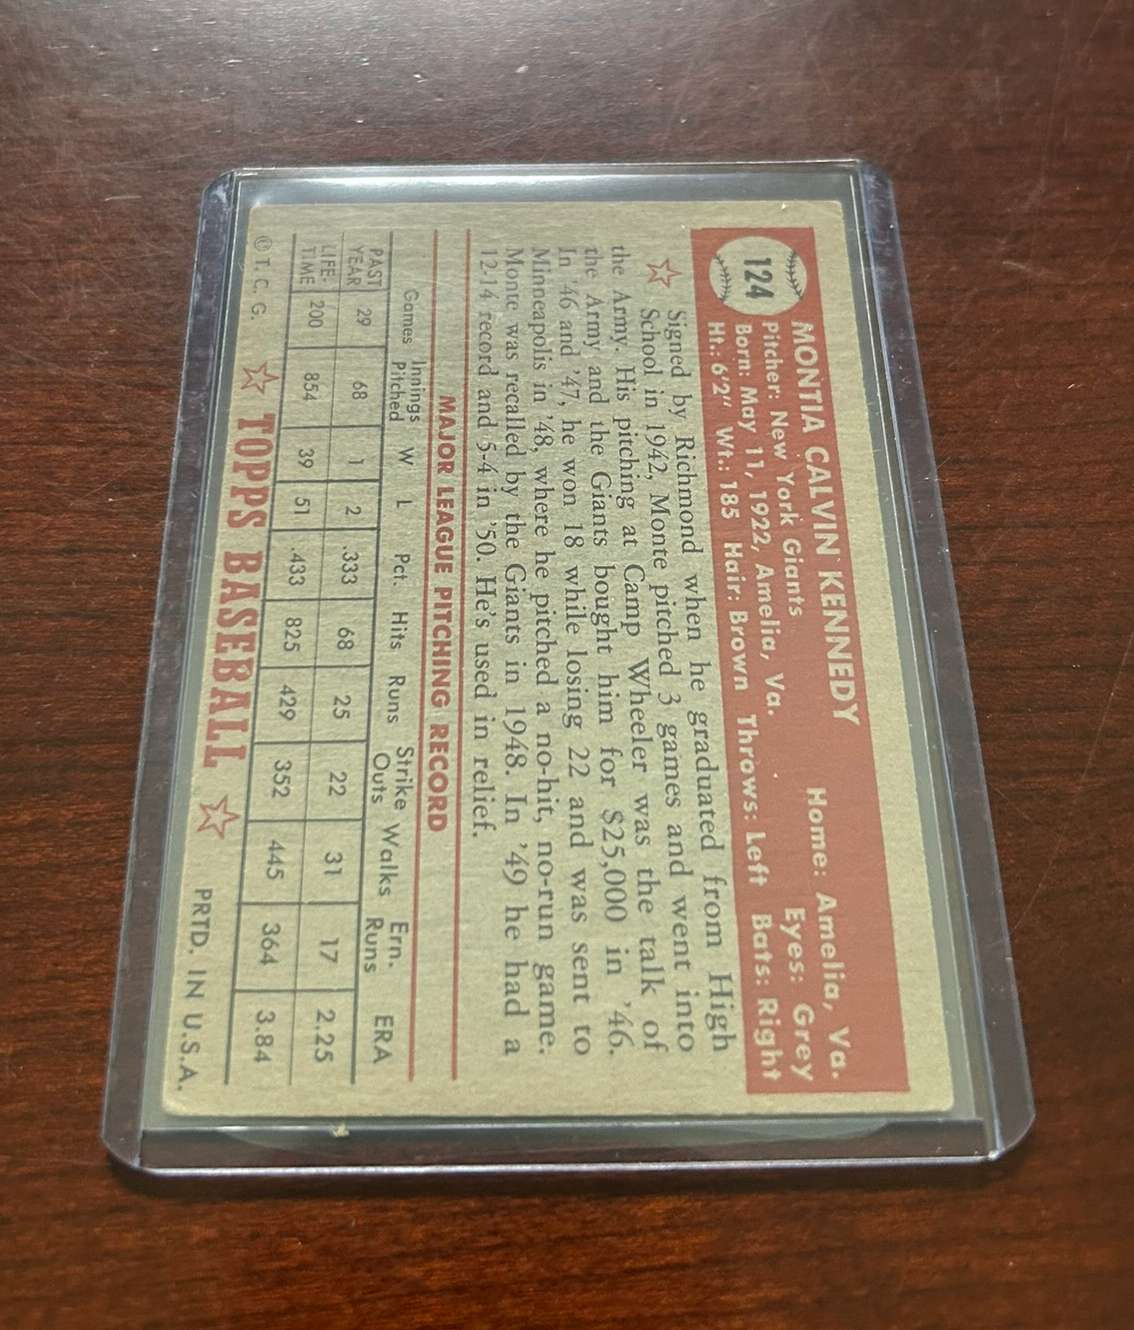 124
MONTIA CALVIN KENNEDY Home: Amelia, Va.
Pitcher: New York Giants Eyes: Grey
Born: May 11, 1922, Amelia, Va.
Ht.: 6'2" Wt.: 185 Hair: Brown Throws: Left Bats: Right
Signed by Richmond when he graduated from High
School in 1942, Monte pitched 3 games and went into
the Army. His pitching at Camp Wheeler was the talk of
the Army and the Giants bought him for $25,000 in '46.
In '46 and '47, he won 18 while losing 22 and was sent to
Minneapolis in '48, where he pitched a no-hit, no-run game.
Monte was recalled by the Giants in 1948. In '49 he had a
12-14 record and 5-4 in '50. He's used in relief.
MAJOR LEAGUE PITCHING RECORD
Games Innings Pitched W L Pct. Hits Runs Strike Outs Walks Ern. Runs ERA
PAST YEAR 29 68 1 2 .333 68 25 22 31 17 2.25
LIFE-TIME 200 854 39 51 .433 825 429 352 445 364 3.84
© T. C. G. TOPPS BASEBALL PRTD. IN U.S.A.